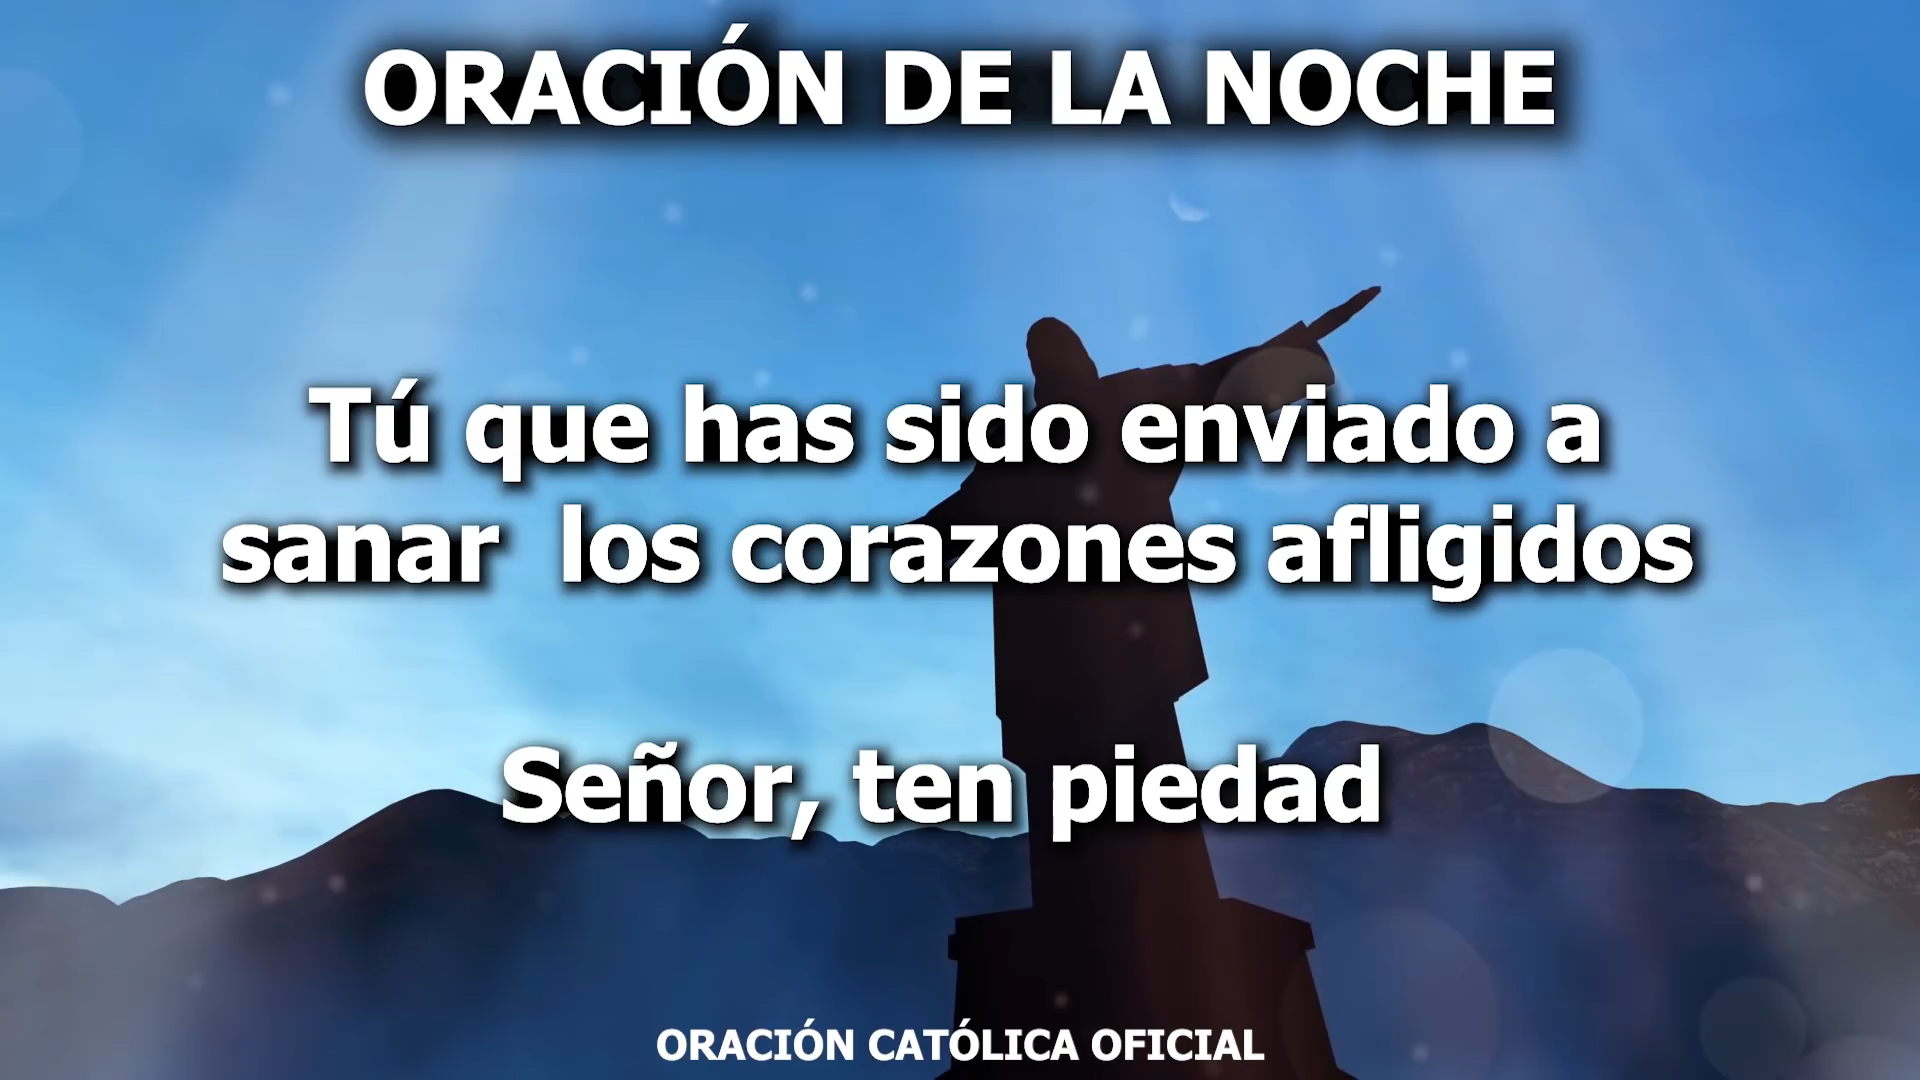 ORACIÓN DE LA NOCHE
Tú que has sido enviado a
sanar  los corazones afligidos
Señor, ten piedad
ORACIÓN CATÓLICA OFICIAL